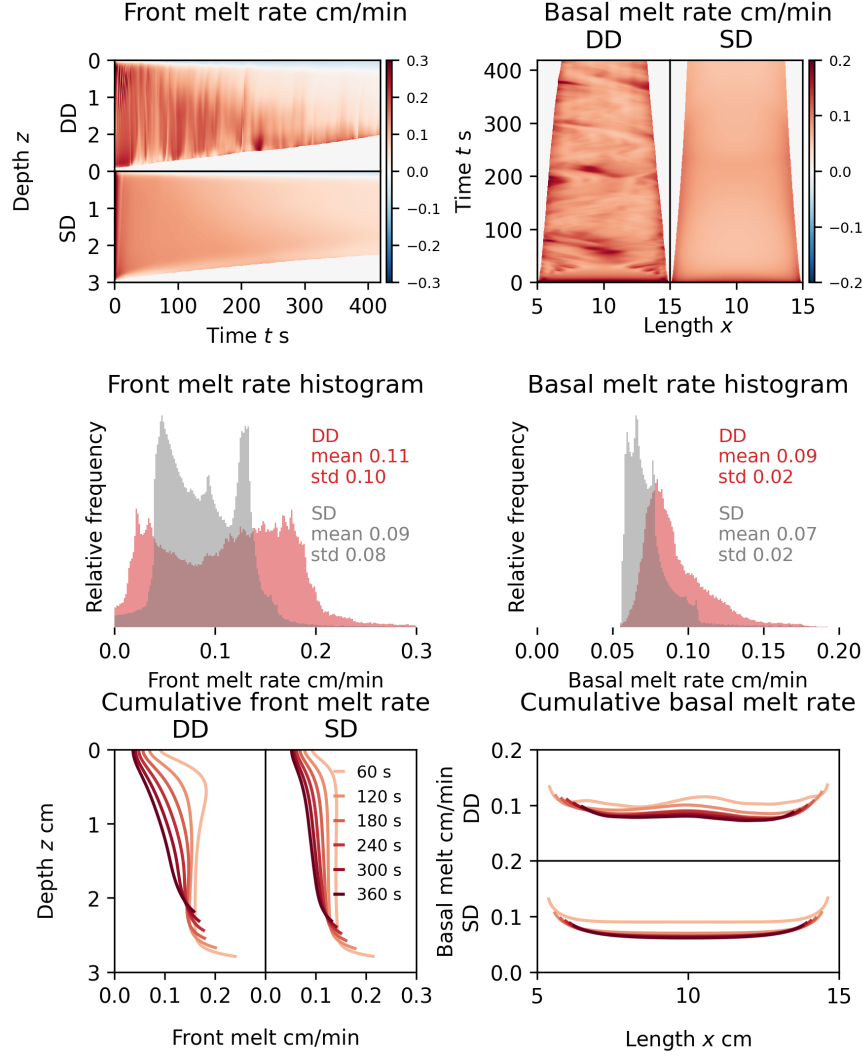 Front melt rate cm/min
0
1
2
0
1
2
3
Depth z
DD
SD
0 100 200 300 400
Time t s
0.3
0.2
0.1
0.0
−0.1
−0.2
−0.3
Basal melt rate cm/min
DD SD
400
300
200
100
0
Time t s
5 10 15 10 15
Length x
0.2
0.1
0.0
−0.1
−0.2
Front melt rate histogram
Relative frequency
DD
mean 0.11
std 0.10
SD
mean 0.09
std 0.08
0.0 0.1 0.2 0.3
Front melt rate cm/min
Basal melt rate histogram
Relative frequency
DD
mean 0.09
std 0.02
SD
mean 0.07
std 0.02
0.00 0.05 0.10 0.15 0.20
Basal melt rate cm/min
Cumulative front melt rate
DD SD
0
1
2
3
Depth z cm
60 s
120 s
180 s
240 s
300 s
360 s
0.0 0.1 0.2 0.0 0.1 0.2 0.3
Front melt cm/min
Cumulative basal melt rate
0.2
0.1
0.2
0.1
0.0
Basal melt cm/min
DD
SD
5 10 15
Length x cm